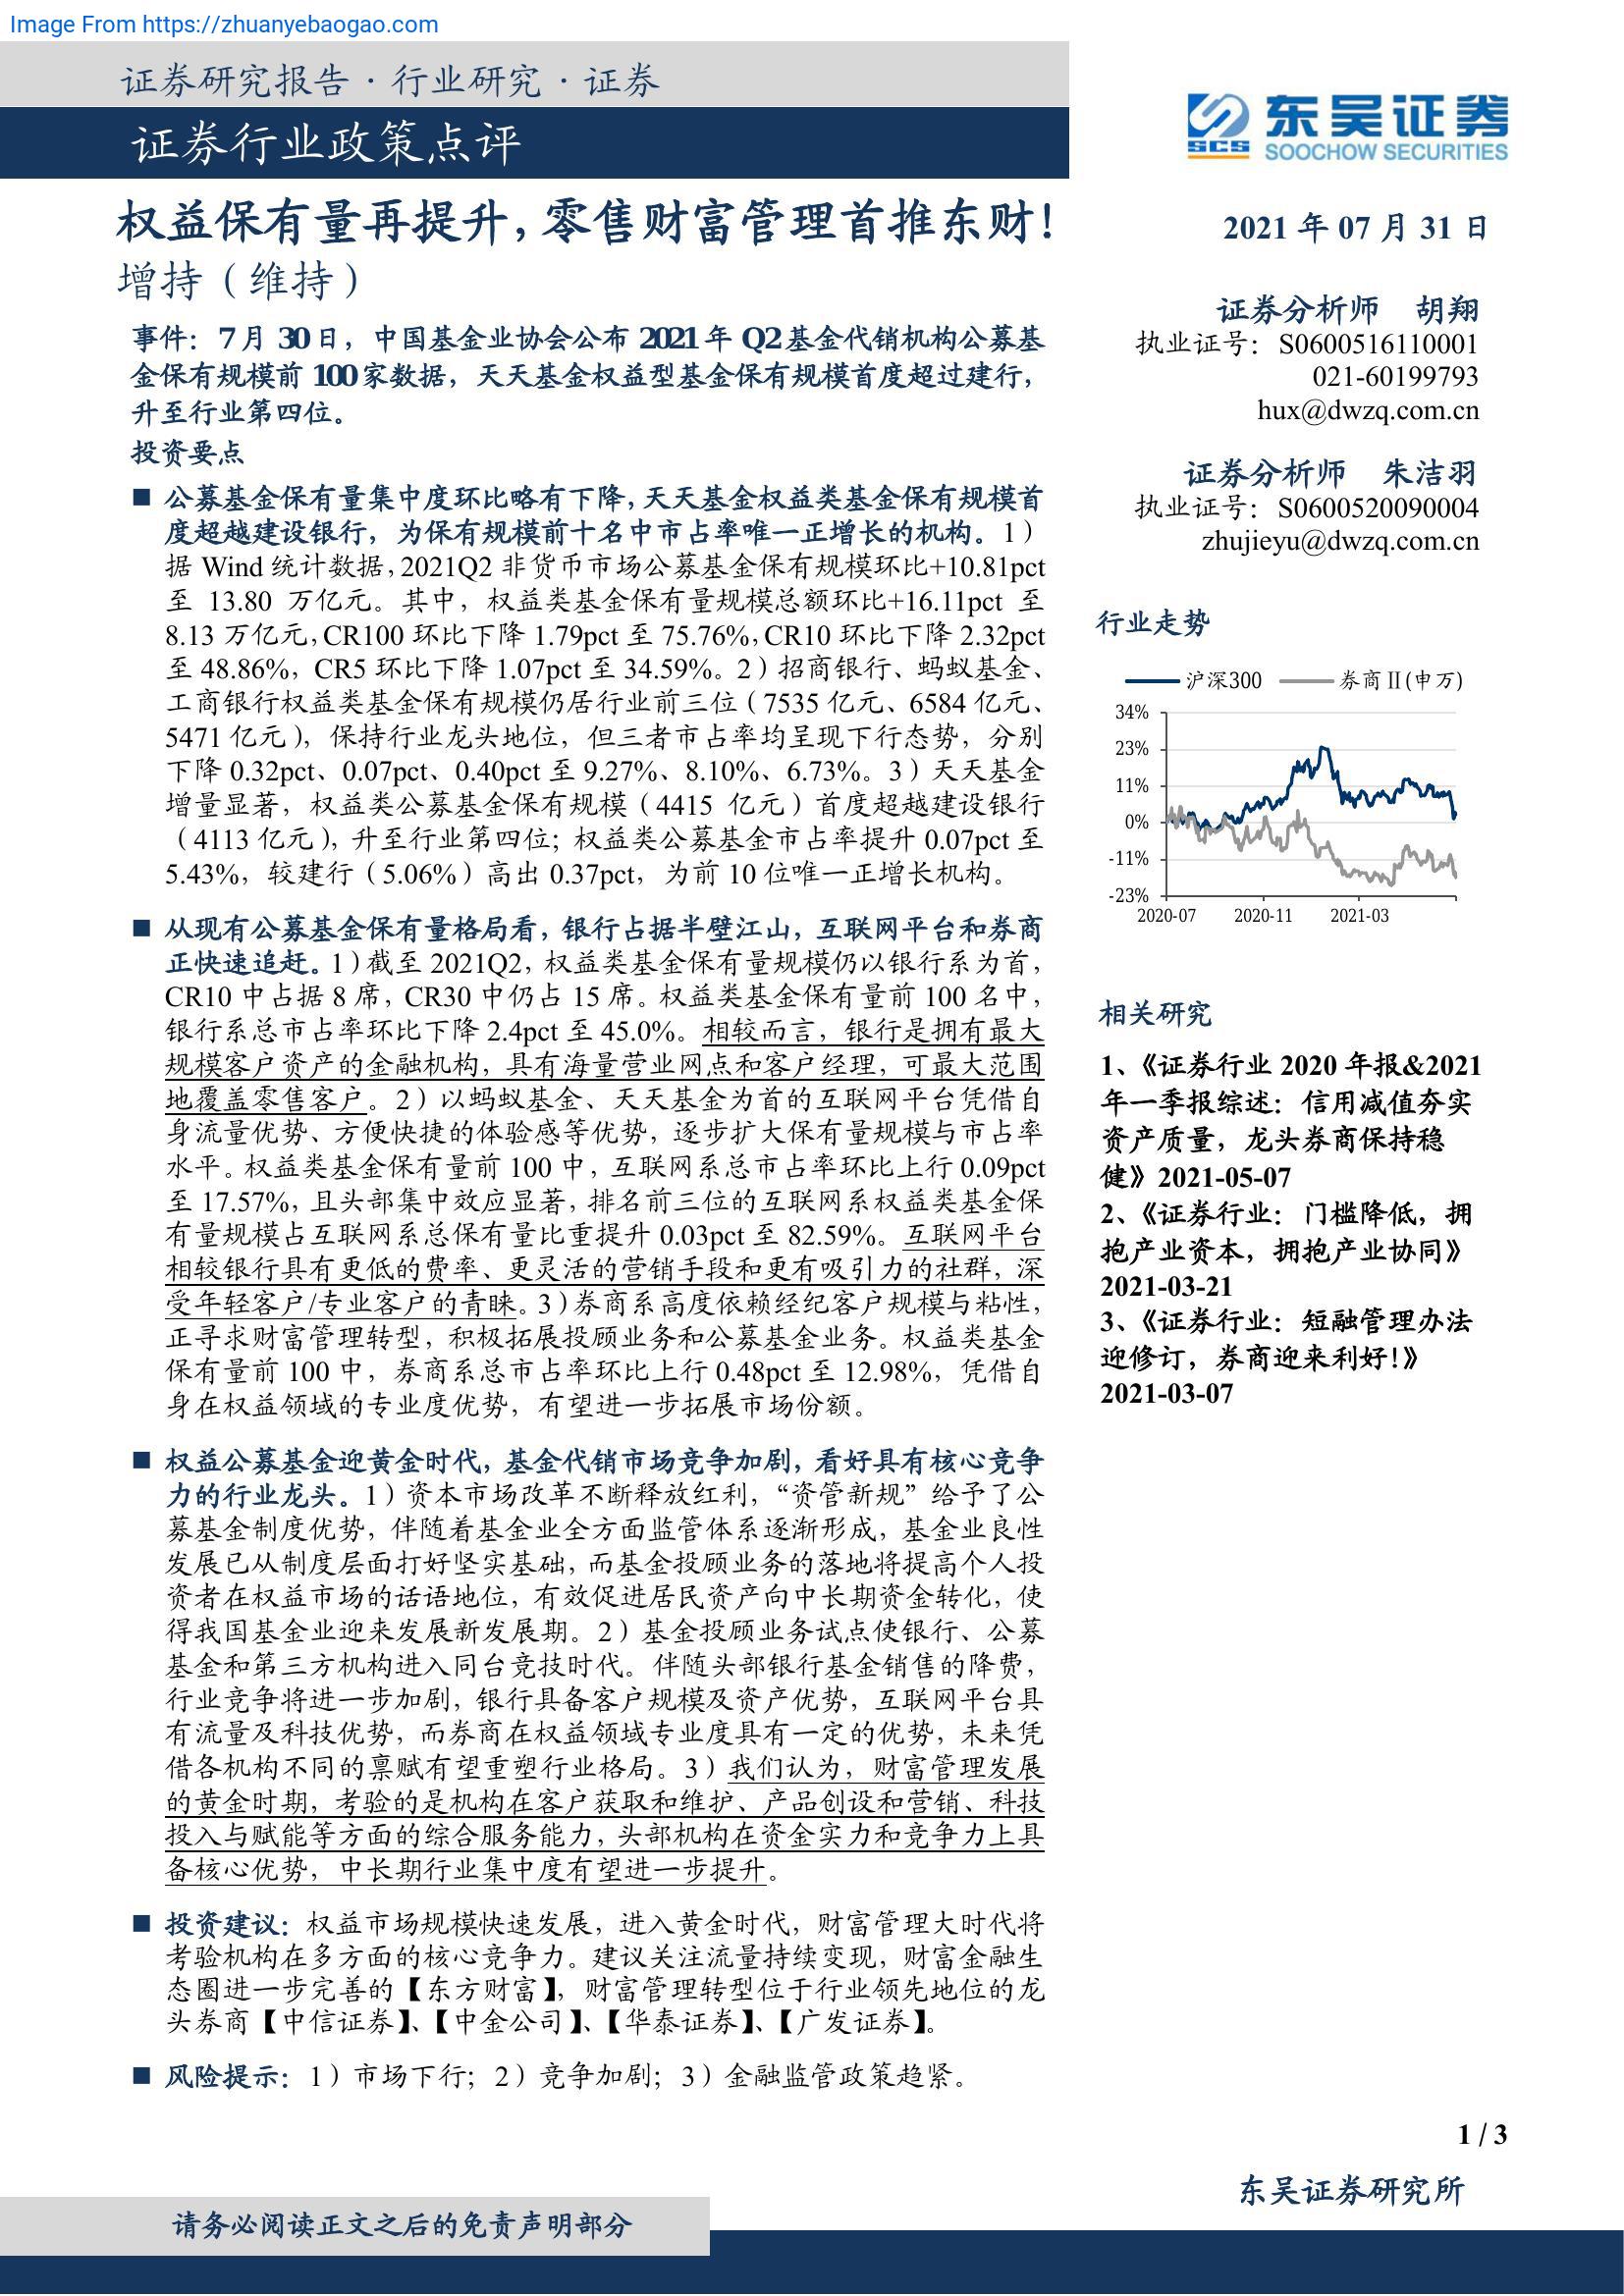 Image From https://zhuanyebaogao.com
证券研究报告·行业研究·证券
证券行业政策点评
东吴证券
SCS
SOOCHOW SECURITIES
权益保有量再提升，零售财富管理首推东财！
增持（维持）
事件：7月30日，中国基金业协会公布2021年Q2基金代销机构公募基
金保有规模前100家数据，天天基金权益型基金保有规模首度超过建行，
升至行业第四位。
投资要点
■ 公募基金保有量集中度环比略有下降，天天基金权益类基金保有规模首
度超越建设银行，为保有规模前十名中市占率唯一正增长的机构。1）
据 Wind 统计数据，2021Q2 非货币市场公募基金保有规模环比+10.81pct
至 13.80 万亿元。其中，权益类基金保有量规模总额环比+16.11pct 至
8.13 万亿元，CR100 环比下降 1.79pct 至 75.76%，CR10 环比下降 2.32pct
至 48.86%，CR5 环比下降 1.07pct 至 34.59%。2）招商银行、蚂蚁基金、
工商银行权益类基金保有规模仍居行业前三位（7535 亿元、6584 亿元、
5471 亿元），保持行业龙头地位，但三者市占率均呈现下行态势，分别
下降 0.32pct、0.07pct、0.40pct 至 9.27%、8.10%、6.73%。3）天天基金
增量显著，权益类公募基金保有规模（4415 亿元）首度超越建设银行
（4113 亿元），升至行业第四位；权益类公募基金市占率提升 0.07pct 至
5.43%，较建行（5.06%）高出 0.37pct，为前 10 位唯一正增长机构。
■ 从现有公募基金保有量格局看，银行占据半壁江山，互联网平台和券商
正快速追赶。1）截至 2021Q2，权益类基金保有量规模仍以银行系为首，
CR10 中占据 8 席，CR30 中仍占 15 席。权益类基金保有量前 100 名中，
银行系总市占率环比下降 2.4pct 至 45.0%。相较而言，银行是拥有最大
规模客户资产的金融机构，具有海量营业网点和客户经理，可最大范围
地覆盖零售客户。2）以蚂蚁基金、天天基金为首的互联网平台凭借自
身流量优势、方便快捷的体验感等优势，逐步扩大保有量规模与市占率
水平。权益类基金保有量前 100 中，互联网系总市占率环比上行 0.09pct
至 17.57%，且头部集中效应显著，排名前三位的互联网系权益类基金保
有量规模占互联网系总保有量比重提升 0.03pct 至 82.59%。互联网平台
相较银行具有更低的费率、更灵活的营销手段和更有吸引力的社群，深
受年轻客户/专业客户的青睐。3）券商系高度依赖经纪客户规模与粘性，
正寻求财富管理转型，积极拓展投顾业务和公募基金业务。权益类基金
保有量前 100 中，券商系总市占率环比上行 0.48pct 至 12.98%，凭借自
身在权益领域的专业度优势，有望进一步拓展市场份额。
■ 权益公募基金迎黄金时代，基金代销市场竞争加剧，看好具有核心竞争
力的行业龙头。1）资本市场改革不断释放红利，“资管新规”给予了公
募基金制度优势，伴随着基金业全方面监管体系逐渐形成，基金业良性
发展已从制度层面打好坚实基础，而基金投顾业务的落地将提高个人投
资者在权益市场的话语地位，有效促进居民资产向中长期资金转化，使
得我国基金业迎来发展新发展期。2）基金投顾业务试点使银行、公募
基金和第三方机构进入同台竞技时代。伴随头部银行基金销售的降费，
行业竞争将进一步加剧，银行具备客户规模及资产优势，互联网平台具
有流量及科技优势，而券商在权益领域专业度具有一定的优势，未来凭
借各机构不同的禀赋有望重塑行业格局。3）我们认为，财富管理发展
的黄金时期，考验的是机构在客户获取和维护、产品创设和营销、科技
投入与赋能等方面的综合服务能力，头部机构在资金实力和竞争力上具
备核心优势，中长期行业集中度有望进一步提升。
■ 投资建议：权益市场规模快速发展，进入黄金时代，财富管理大时代将
考验机构在多方面的核心竞争力。建议关注流量持续变现，财富金融生
态圈进一步完善的【东方财富】，财富管理转型位于行业领先地位的龙
头券商【中信证券】、【中金公司】、【华泰证券】、【广发证券】。
■ 风险提示：1）市场下行；2）竞争加剧；3）金融监管政策趋紧。
2021 年 07 月 31 日
证券分析师 胡翔
执业证号：S0600516110001
021-60199793
hux@dwzq.com.cn
证券分析师 朱洁羽
执业证号：S0600520090004
zhujieyu@dwzq.com.cn
行业走势
沪深300 券商Ⅱ(申万)
34%
23%
11%
0%
-11%
-23%
2020-07 2020-11 2021-03
相关研究
1、《证券行业 2020 年报&2021
年一季报综述：信用减值夯实
资产质量，龙头券商保持稳
健》2021-05-07
2、《证券行业：门槛降低，拥
抱产业资本，拥抱产业协同》
2021-03-21
3、《证券行业：短融管理办法
迎修订，券商迎来利好!》
2021-03-07
1 / 3
东吴证券研究所
请务必阅读正文之后的免责声明部分